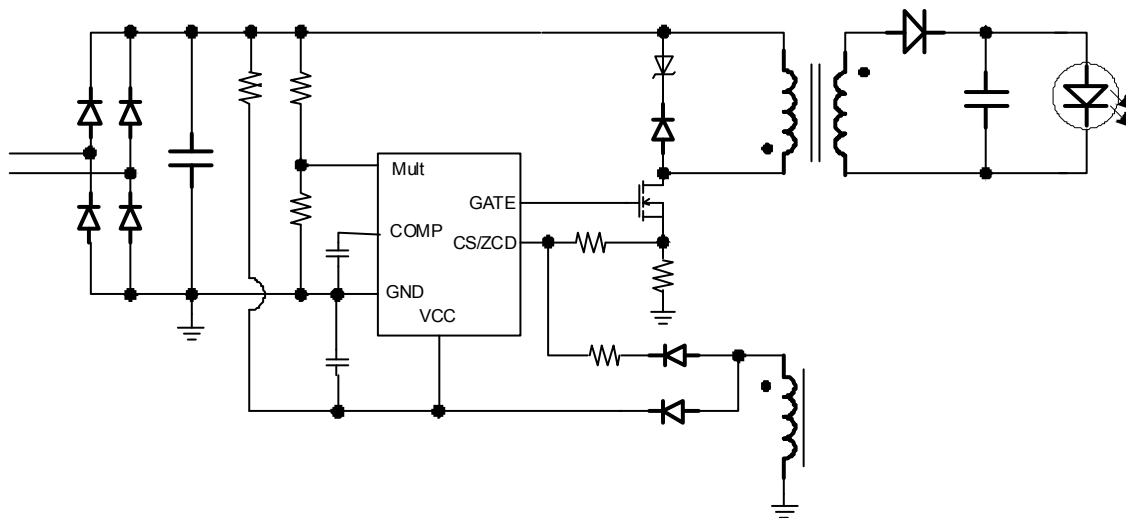 Mult
GATE
COMP
CS/ZCD
GND
VCC